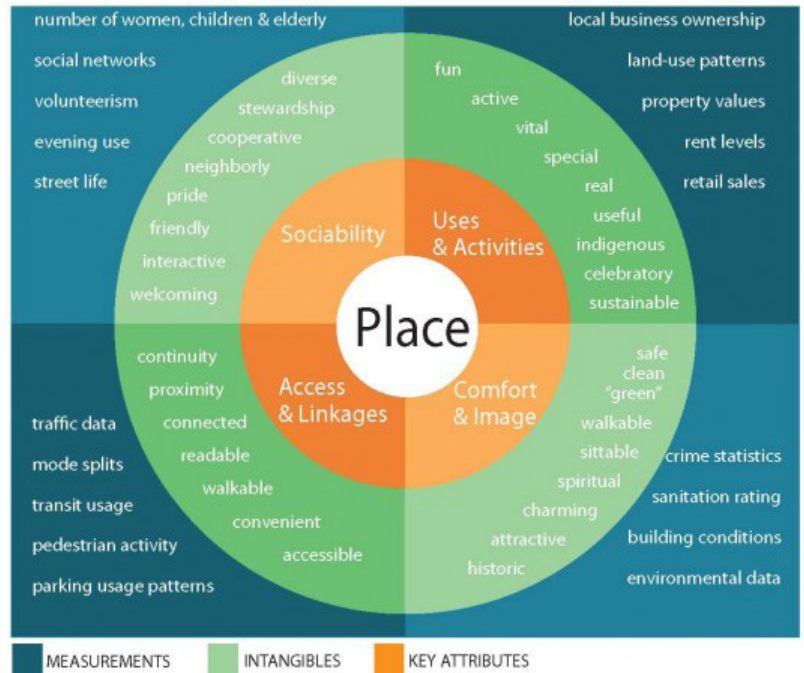 number of women, children & elderly
social networks
volunteerism
evening use
street life
diverse
stewardship
cooperative
neighborly
pride
friendly
interactive
welcoming
Sociability
local business ownership
land-use patterns
property values
rent levels
retail sales
fun
active
vital
special
real
useful
indigenous
celebratory
sustainable
Uses
& Activities
Place
continuity
proximity
connected
readable
walkable
convenient
accessible
Access
& Linkages
traffic data
mode splits
transit usage
pedestrian activity
parking usage patterns
Comfort
& Image
safe
clean
"green"
walkable
sittable
spiritual
charming
attractive
historic
crime statistics
sanitation rating
building conditions
environmental data
MEASUREMENTS
INTANGIBLES
KEY ATTRIBUTES